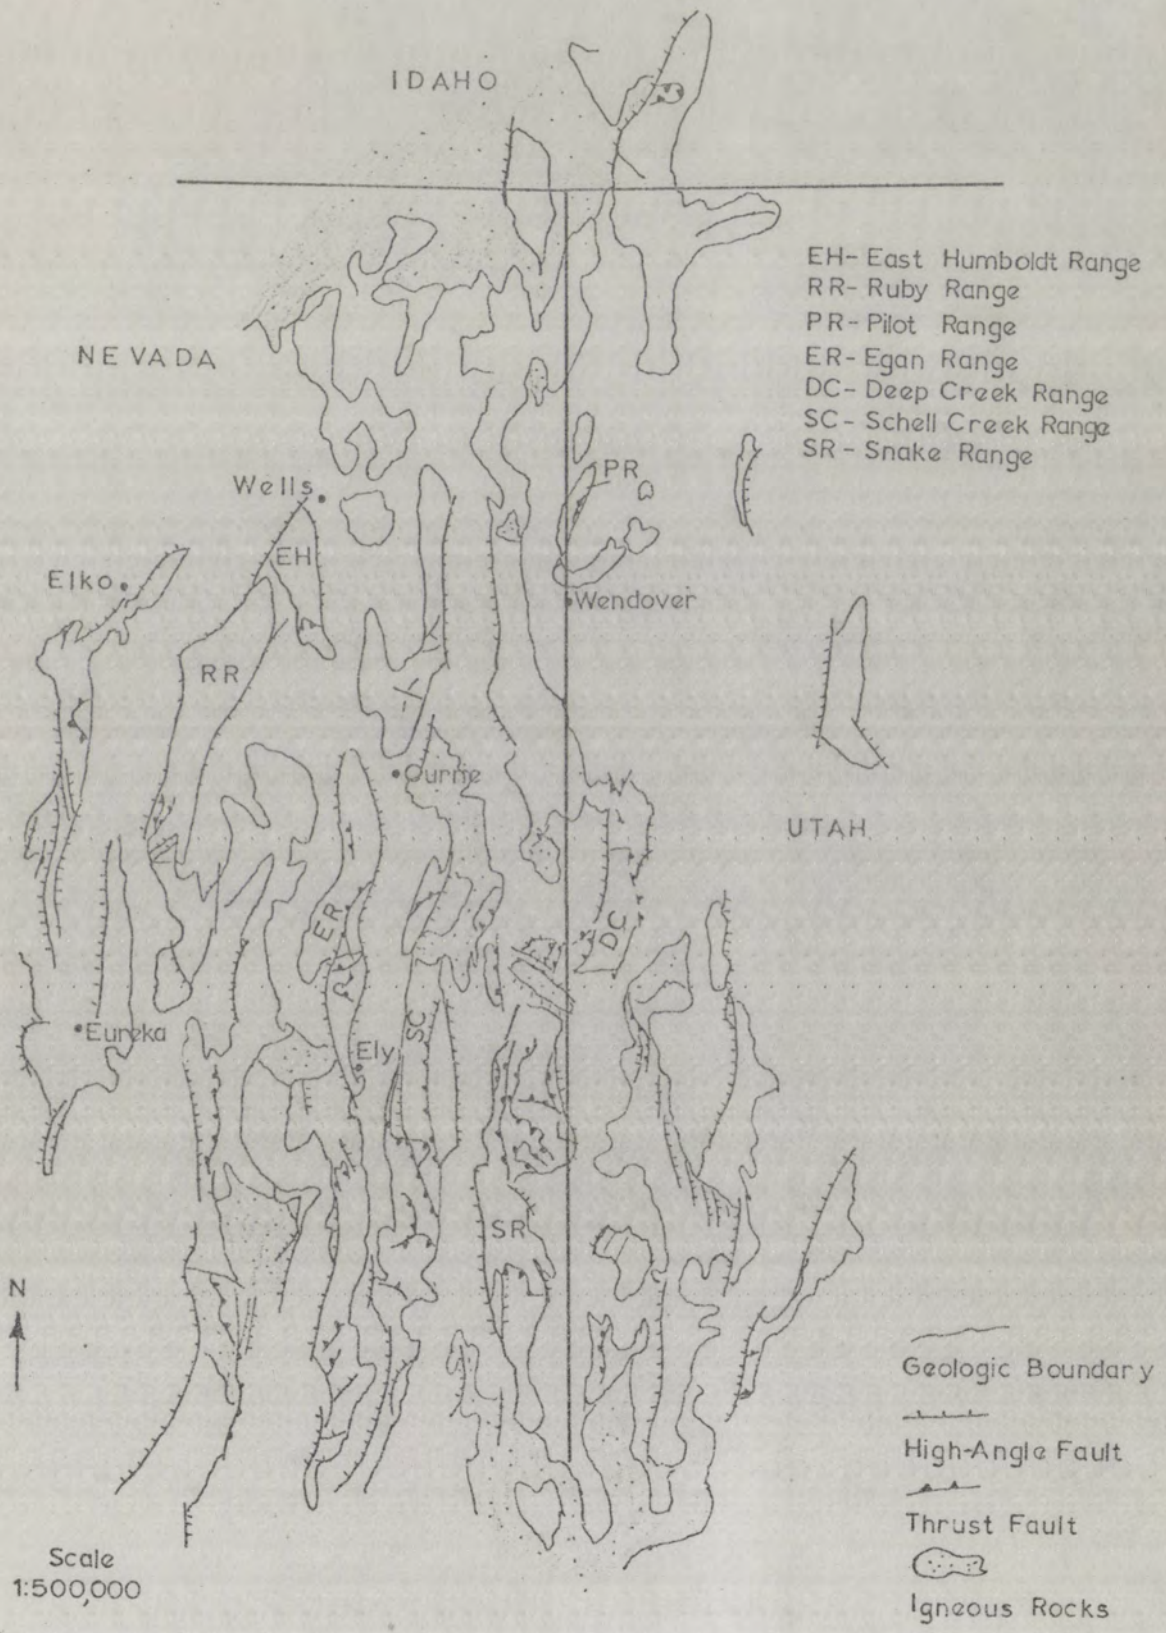 IDAHO
EH- East Humboldt Range
RR- Ruby Range
PR- Pilot Range
ER- Egan Range
DC- Deep Creek Range
SC- Schell Creek Range
SR- Snake Range
NEVADA
PR
Wells
EH
Elko
Wendover
RR
Currie
UTAH
ER
DC
SC
Eureka
Ely
SR
N
Geologic Boundary
High-Angle Fault
Thrust Fault
Igneous Rocks
Scale
1:500,000